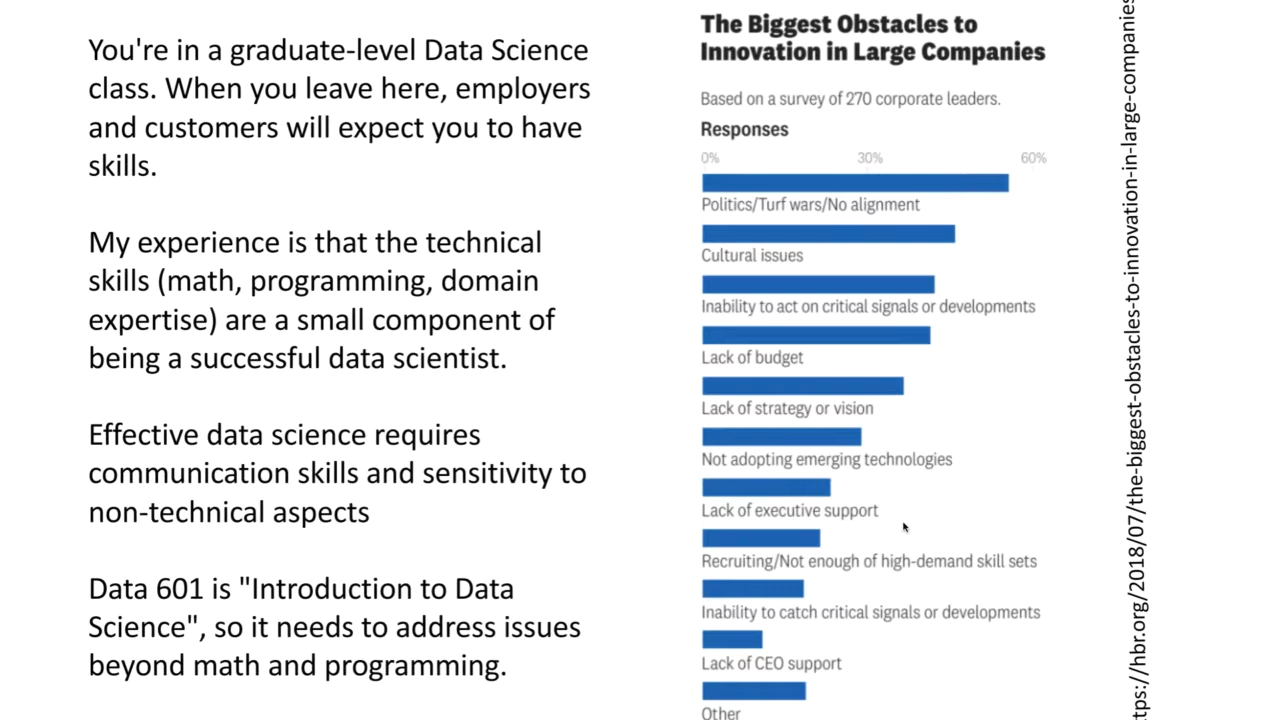 You're in a graduate-level Data Science
class. When you leave here, employers
and customers will expect you to have
skills.
My experience is that the technical
skills (math, programming, domain
expertise) are a small component of
being a successful data scientist.
Effective data science requires
communication skills and sensitivity to
non-technical aspects
Data 601 is "Introduction to Data
Science", so it needs to address issues
beyond math and programming.
The Biggest Obstacles to
Innovation in Large Companies
Based on a survey of 270 corporate leaders.
Responses
0% 30% 60%
Politics/Turf wars/No alignment
Cultural issues
Inability to act on critical signals or developments
Lack of budget
Lack of strategy or vision
Not adopting emerging technologies
Lack of executive support
Recruiting/Not enough of high-demand skill sets
Inability to catch critical signals or developments
Lack of CEO support
Other
tps://hbr.org/2018/07/the-biggest-obstacles-to-innovation-in-large-companies